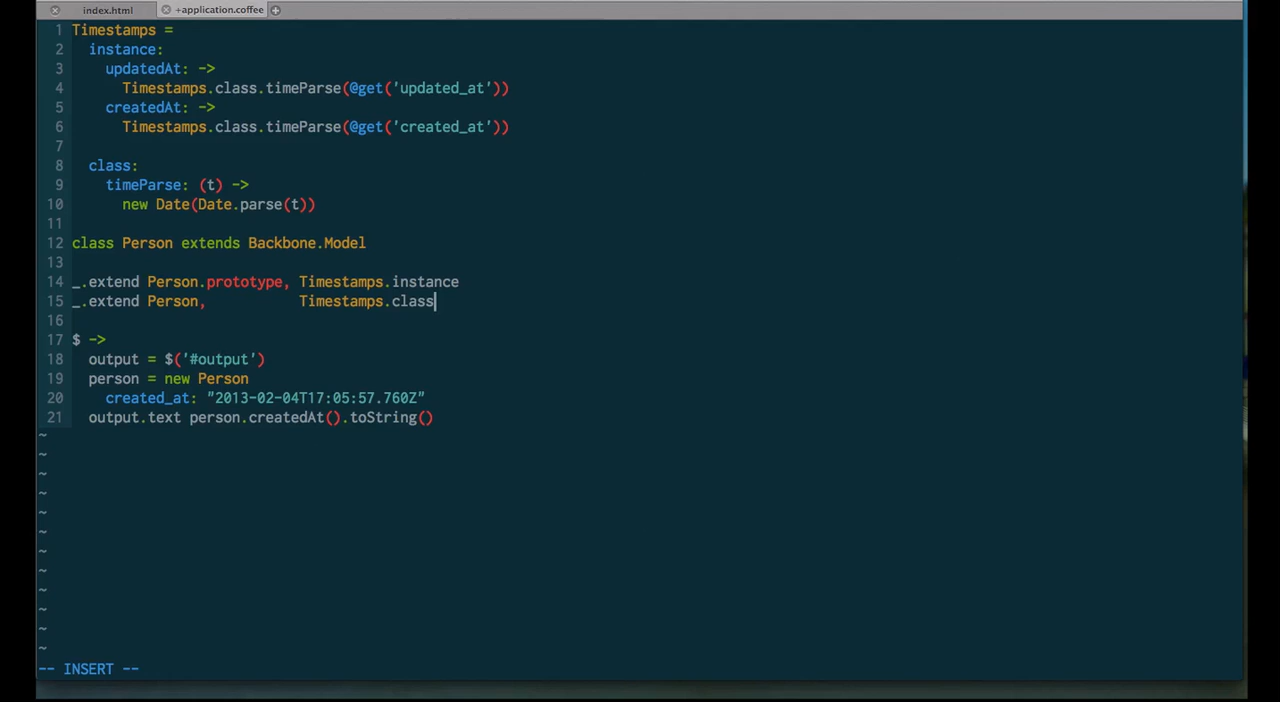 index.html +application.coffee
1 Timestamps =
2   instance:
3     updatedAt: ->
4       Timestamps.class.timeParse(@get('updated_at'))
5     createdAt: ->
6       Timestamps.class.timeParse(@get('created_at'))
7
8   class:
9     timeParse: (t) ->
10       new Date(Date.parse(t))
11
12 class Person extends Backbone.Model
13
14 _.extend Person.prototype, Timestamps.instance
15 _.extend Person,           Timestamps.class
16
17 $ ->
18   output = $('#output')
19   person = new Person
20     created_at: "2013-02-04T17:05:57.760Z"
21   output.text person.createdAt().toString()
~
~
~
~
~
~
~
~
~
~
~
~
-- INSERT --